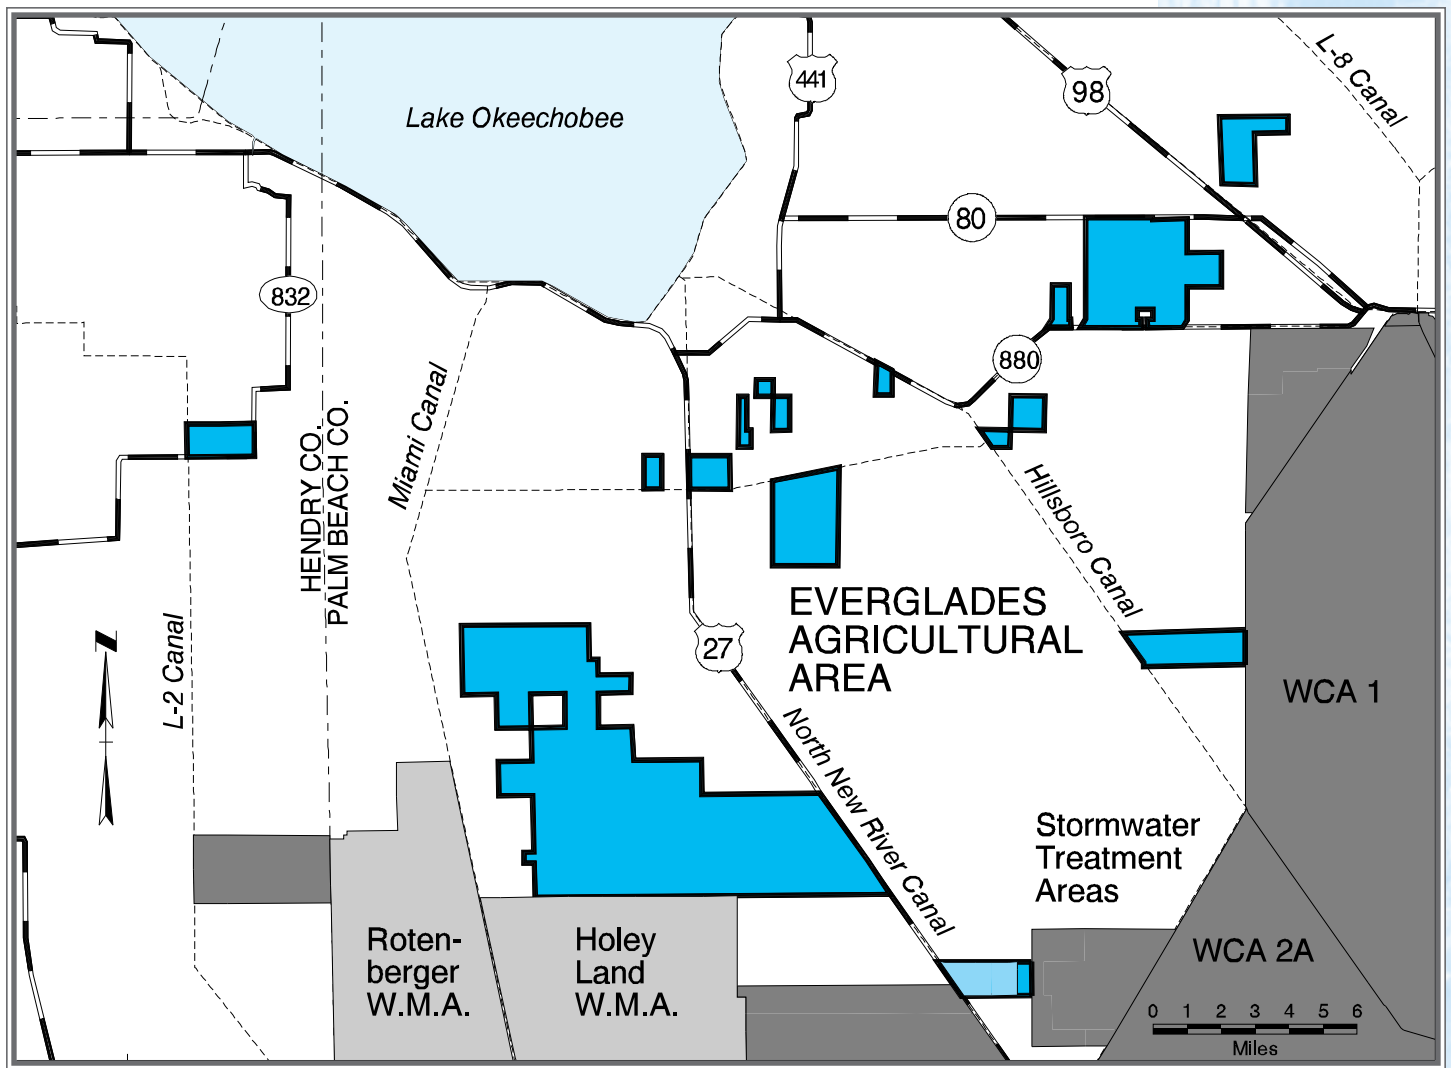 L-8 Canal
441
98
Lake Okeechobee
80
832
880
Miami Canal
HENDRY CO.
PALM BEACH CO.
Hillsboro Canal
EVERGLADES
AGRICULTURAL
AREA
L-2 Canal
N
27
WCA 1
North New River Canal
Stormwater
Treatment
Areas
Roten-
berger
W.M.A.
Holey
Land
W.M.A.
WCA 2A
0 1 2 3 4 5 6
Miles